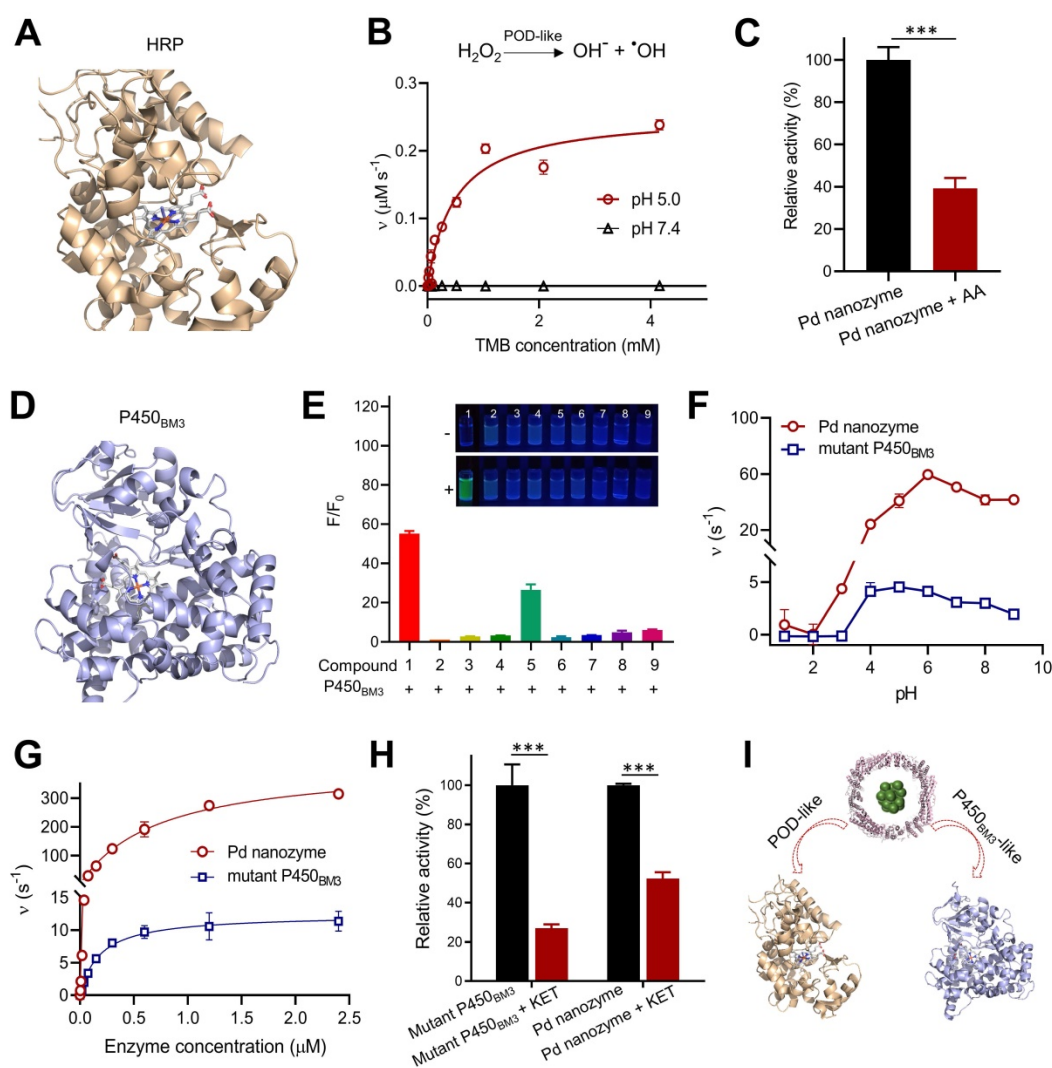 A
HRP
B
H₂O₂ POD-like OH⁻ + •OH
0.3
0.2
0.1
0.0
v (μM s⁻¹)
pH 5.0
pH 7.4
0
2
4
TMB concentration (mM)
C
***
100
80
60
40
20
0
Relative activity (%)
Pd nanozyme
Pd nanozyme + AA
D
P450BM3
E
120
100
80
60
40
20
0
F/F₀
1 2 3 4 5 6 7 8 9
-
+
Compound 1 2 3 4 5 6 7 8 9
P450BM3 + + + + + + + + +
F
Pd nanozyme
mutant P450BM3
90
60
30
5
0
v (s⁻¹)
0 2 4 6 8 10
pH
G
300
200
100
15
10
5
0
v (s⁻¹)
Pd nanozyme
mutant P450BM3
0.0 0.5 1.0 1.5 2.0 2.5
Enzyme concentration (μM)
H
***
***
100
80
60
40
20
0
Relative activity (%)
Mutant P450BM3
Mutant P450BM3 + KET
Pd nanozyme
Pd nanozyme + KET
I
POD-like
P450BM3-like